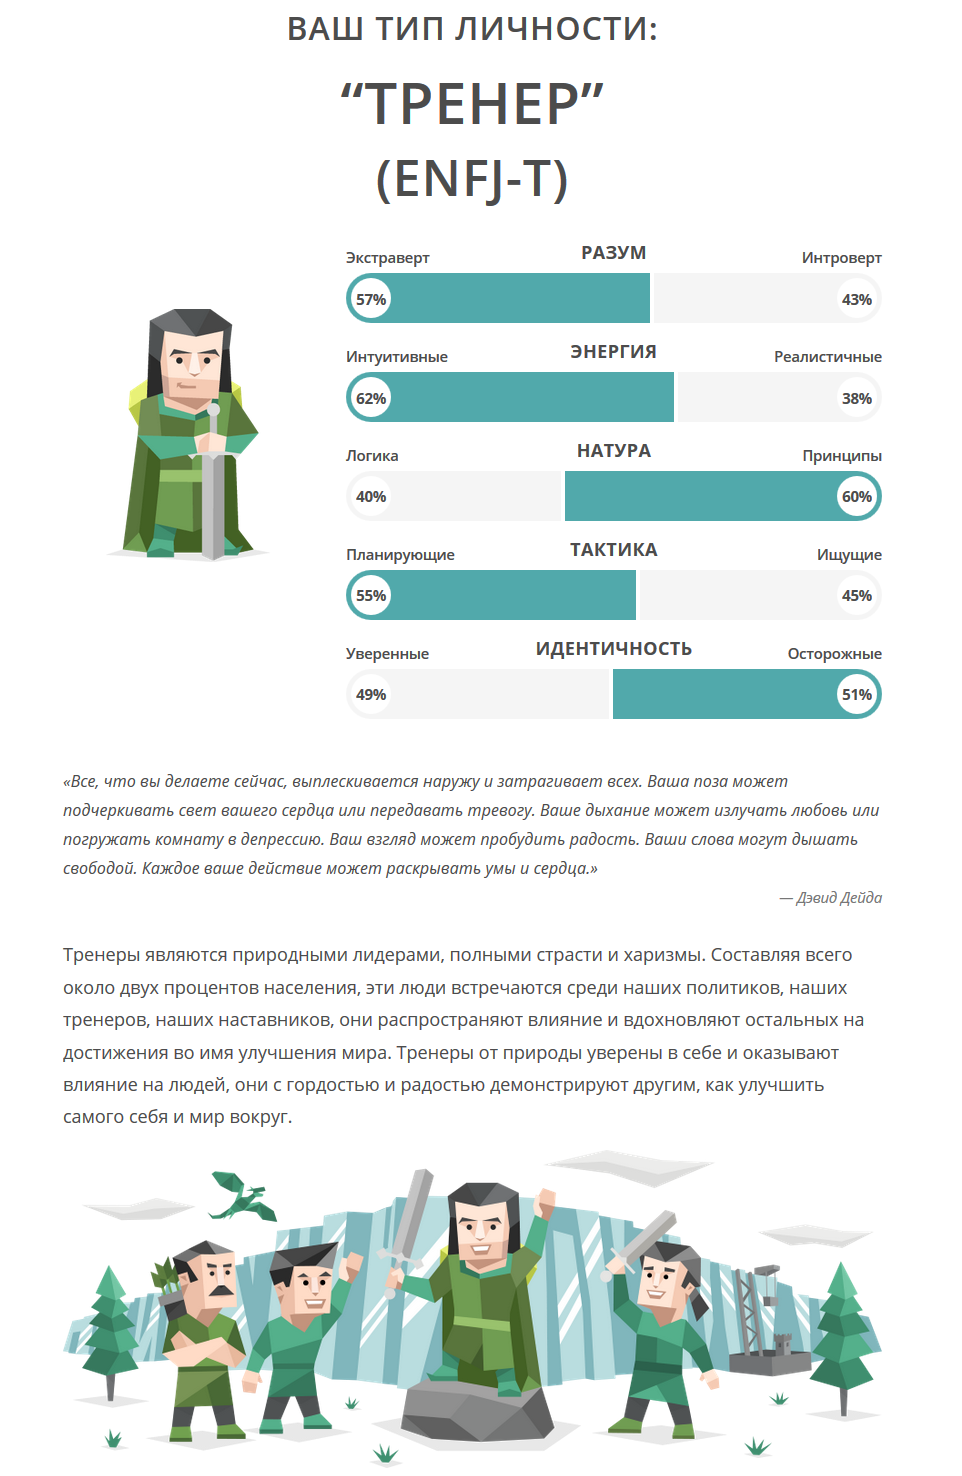 ВАШ ТИП ЛИЧНОСТИ:
“ТРЕНЕР”
(ENFJ-T)
Экстраверт РАЗУМ Интроверт
57% 43%
Интуитивные ЭНЕРГИЯ Реалистичные
62% 38%
Логика НАТУРА Принципы
40% 60%
Планирующие ТАКТИКА Ищущие
55% 45%
Уверенные ИДЕНТИЧНОСТЬ Осторожные
49% 51%
«Все, что вы делаете сейчас, выплескивается наружу и затрагивает всех. Ваша поза может
подчеркивать свет вашего сердца или передавать тревогу. Ваше дыхание может излучать любовь или
погружать комнату в депрессию. Ваш взгляд может пробудить радость. Ваши слова могут дышать
свободой. Каждое ваше действие может раскрывать умы и сердца.»
— Дэвид Дейда
Тренеры являются природными лидерами, полными страсти и харизмы. Составляя всего
около двух процентов населения, эти люди встречаются среди наших политиков, наших
тренеров, наших наставников, они распространяют влияние и вдохновляют остальных на
достижения во имя улучшения мира. Тренеры от природы уверены в себе и оказывают
влияние на людей, они с гордостью и радостью демонстрируют другим, как улучшить
самого себя и мир вокруг.